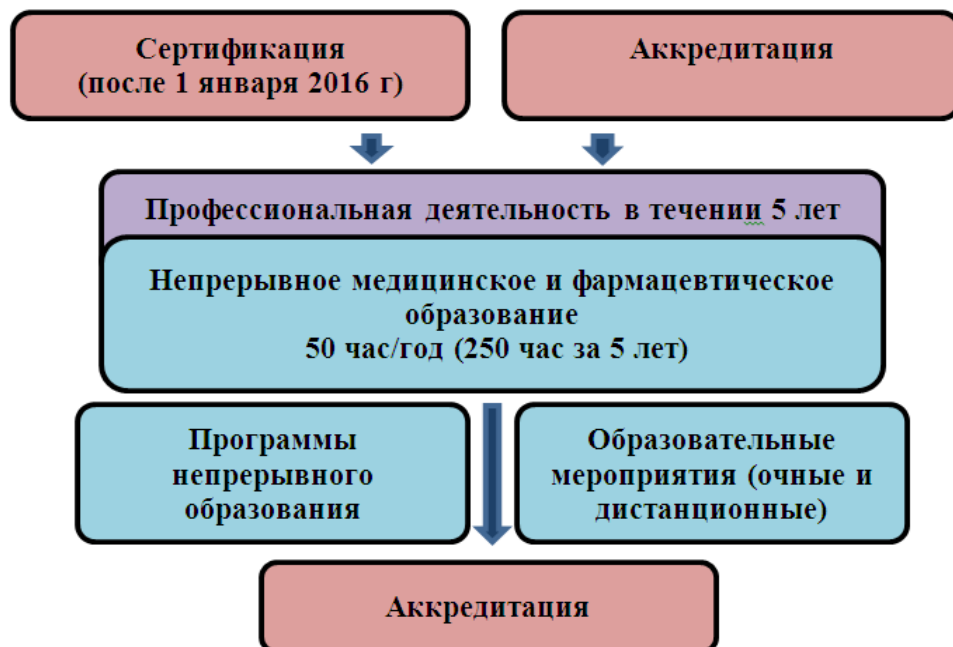 Сертификация
(после 1 января 2016 г)
Аккредитация
Профессиональная деятельность в течении 5 лет
Непрерывное медицинское и фармацевтическое
образование
50 час/год (250 час за 5 лет)
Программы
непрерывного
образования
Образовательные
мероприятия (очные и
дистанционные)
Аккредитация